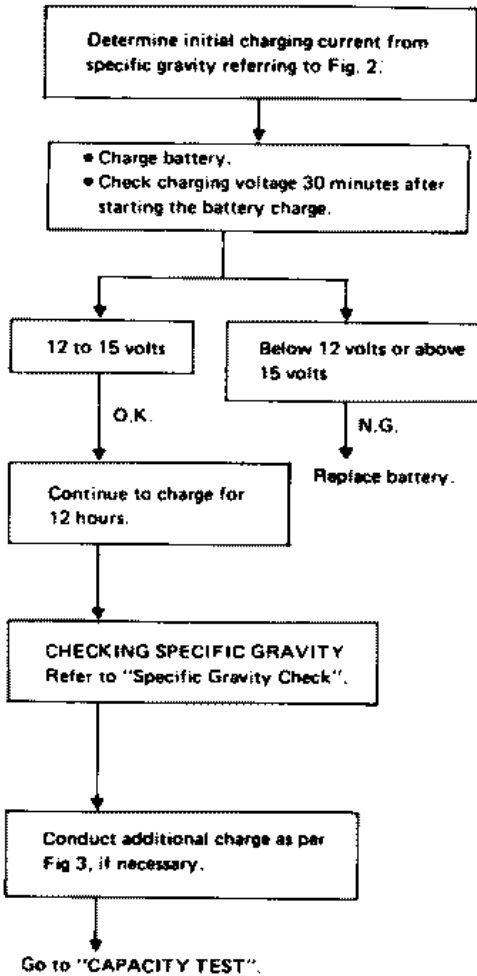 Determine initial charging current from
specific gravity referring to Fig. 2.
• Charge battery.
• Check charging voltage 30 minutes after
starting the battery charge.
12 to 15 volts
Below 12 volts or above
15 volts
O.K.
N.G.
Replace battery.
Continue to charge for
12 hours.
CHECKING SPECIFIC GRAVITY
Refer to "Specific Gravity Check".
Conduct additional charge as per
Fig 3, if necessary.
Go to "CAPACITY TEST".